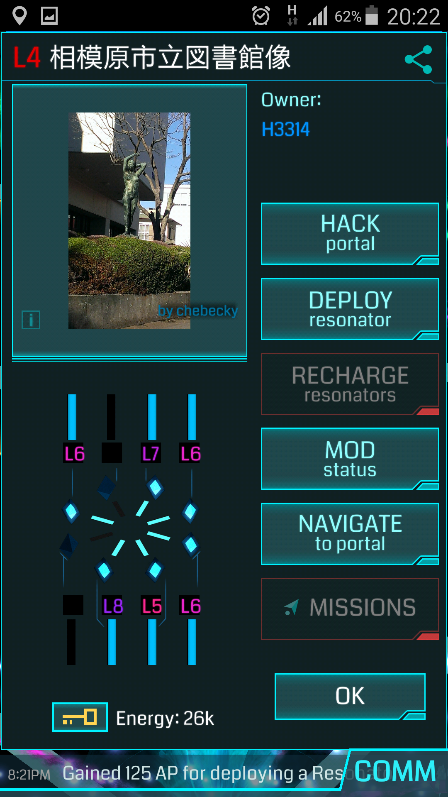 H
62%
20:22
L4 相模原市立図書館像
Owner:
H3314
by chebecky
i
HACK
portal
DEPLOY
resonator
RECHARGE
resonators
MOD
status
NAVIGATE
to portal
MISSIONS
OK
L6 L7 L6
L8 L5 L6
Energy: 26k
8:21PM Gained 125 AP for deploying a Reso
COMM